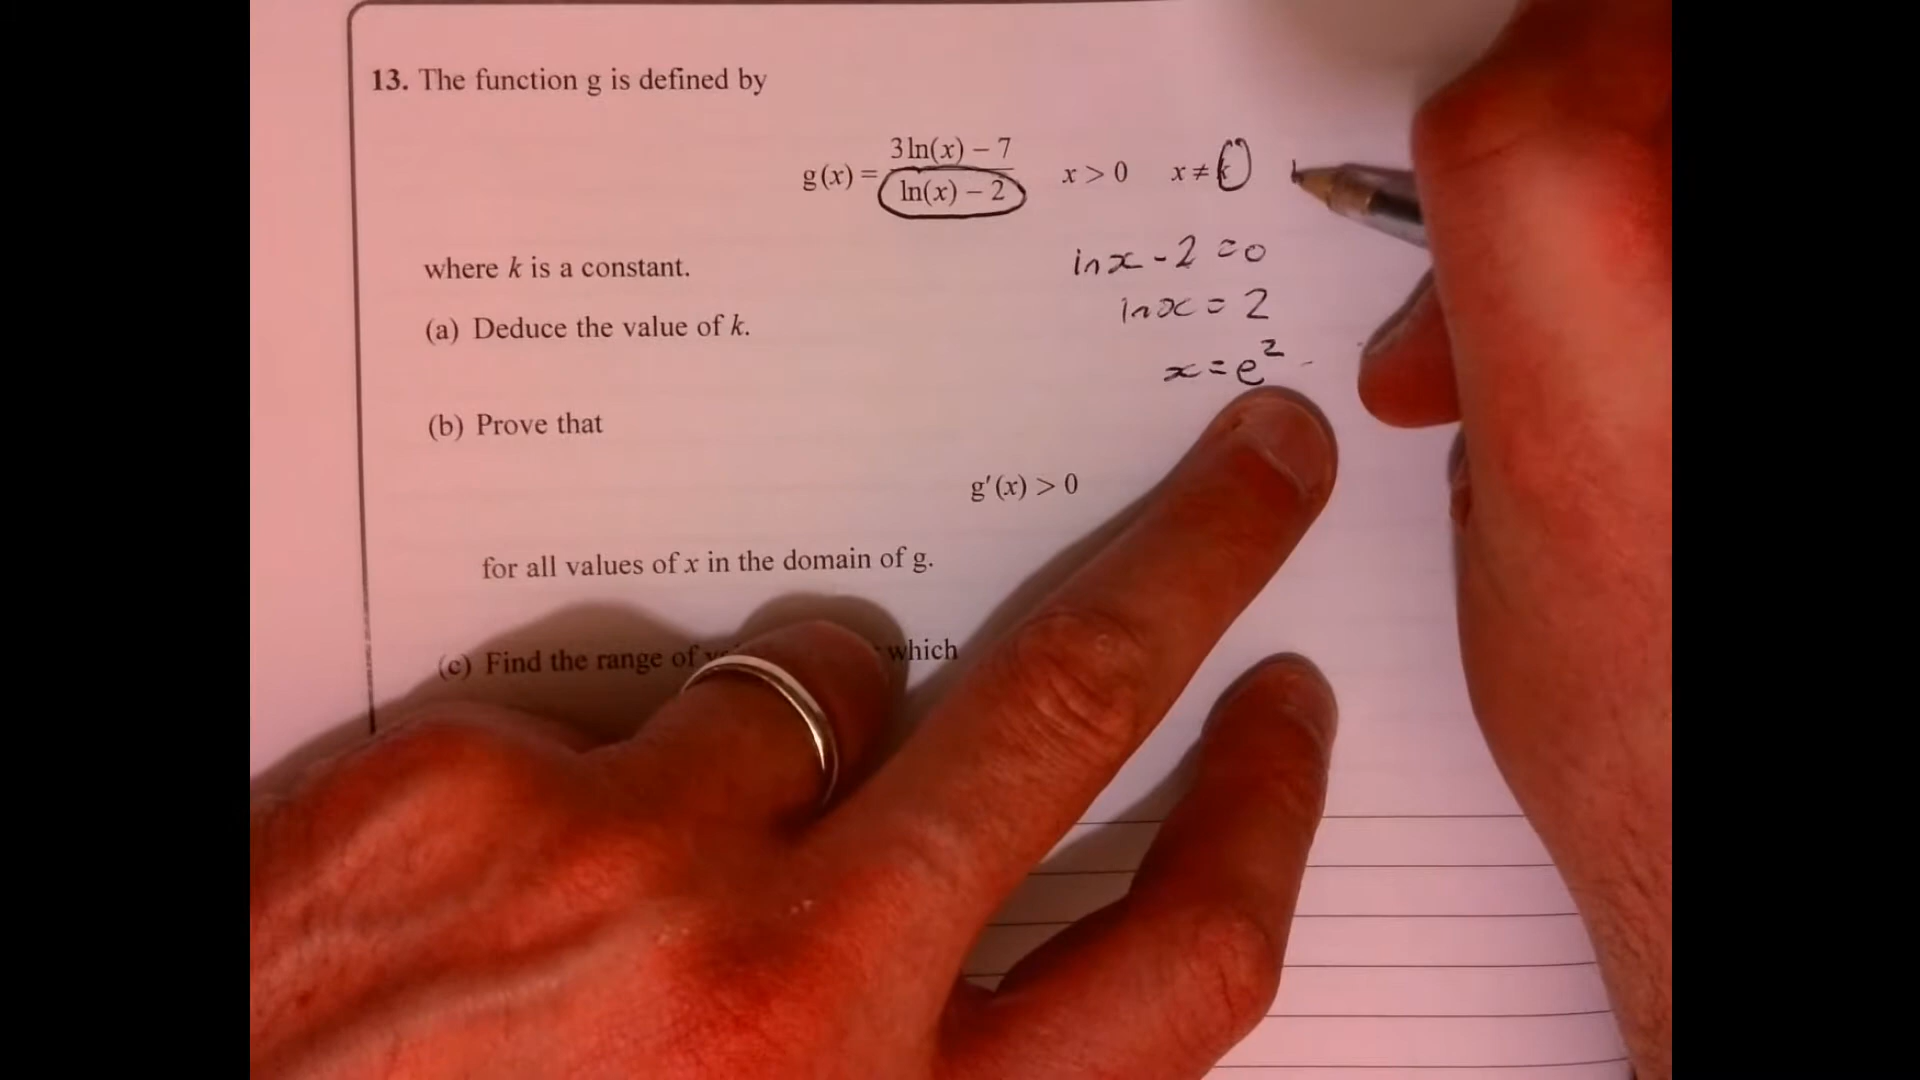 13. The function g is defined by
g(x) = 3 ln(x) − 7 / ln(x) − 2 x > 0 x ≠ k
ln x - 2 = 0
where k is a constant.
ln x = 2
(a) Deduce the value of k.
x = e²
(b) Prove that
g′(x) > 0
for all values of x in the domain of g.
(c) Find the range of which